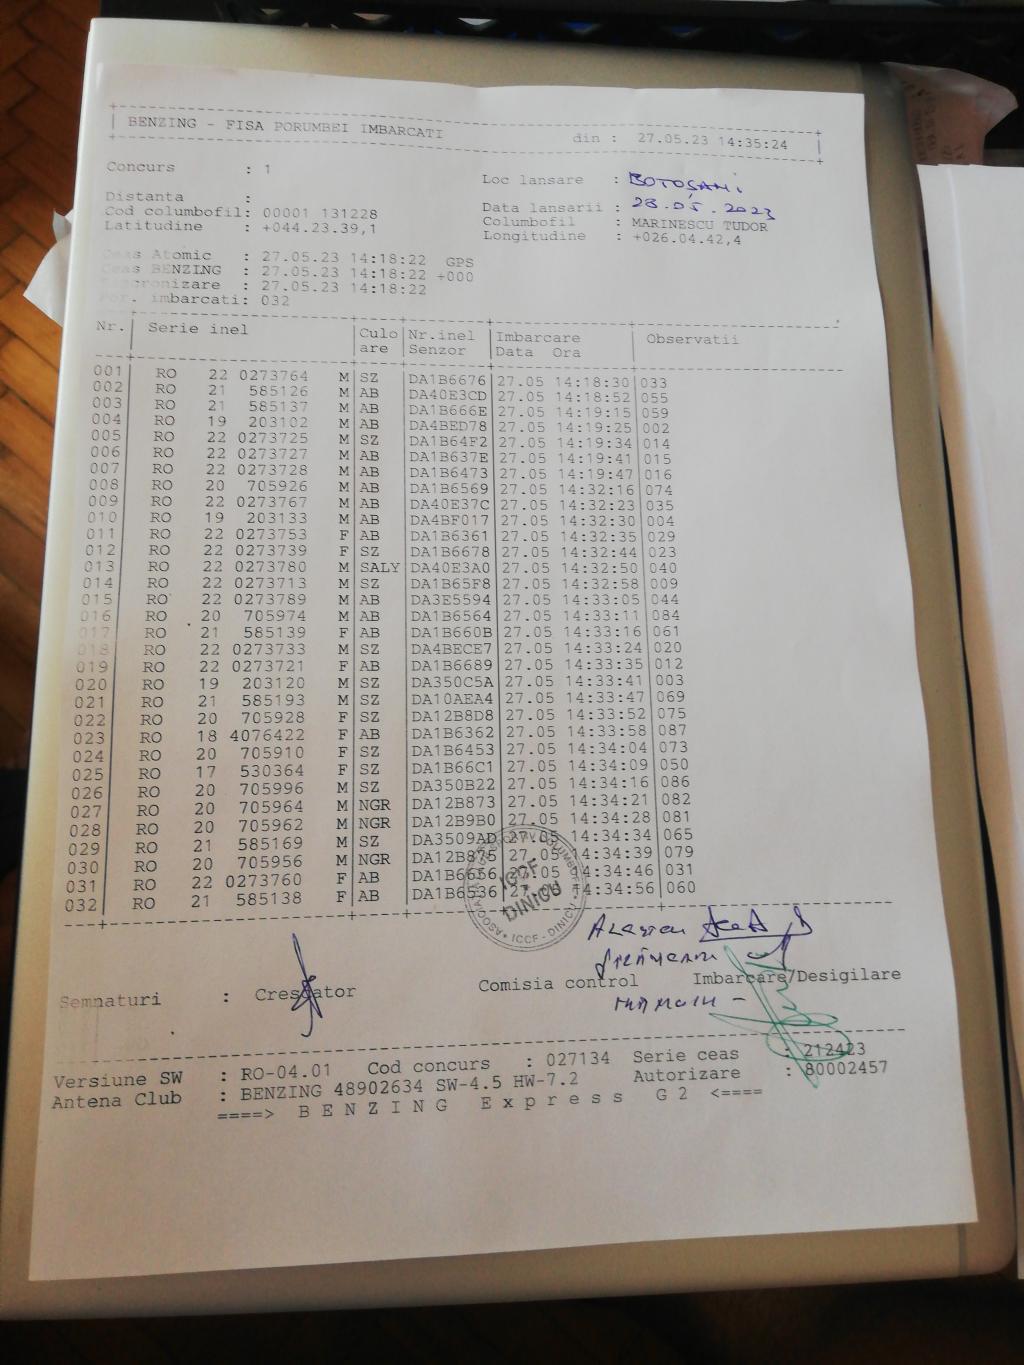 BENZING - FISA PORUMBEI IMBARCATI din : 27.05.23 14:35:24
Concurs : 1 Loc lansare : BOTOȘANI
Distanta : Data lansarii : 28.05.2023
Cod columbofil: 00001 131228 Columbofil : MARINESCU TUDOR
Latitudine : +044.23.39,1 Longitudine : +026.04.42,4
Ceas Atomic : 27.05.23 14:18:22 GPS
Ceas BENZING : 27.05.23 14:18:22 +000
Sincronizare : 27.05.23 14:18:22
Por. imbarcati: 032
Nr. Serie inel Culo Nr.inel Imbarcare Observatii
are Senzor Data Ora
001 RO 22 0273764 M SZ DA1B6676 27.05 14:18:30 033
002 RO 21 585126 M AB DA40E3CD 27.05 14:18:52 055
003 RO 21 585137 M AB DA1B666E 27.05 14:19:15 059
004 RO 19 203102 M AB DA4BED78 27.05 14:19:25 002
005 RO 22 0273725 M SZ DA1B64F2 27.05 14:19:34 014
006 RO 22 0273727 M AB DA1B637E 27.05 14:19:41 015
007 RO 22 0273728 M AB DA1B6473 27.05 14:19:47 016
008 RO 20 705926 M AB DA1B6569 27.05 14:32:16 074
009 RO 22 0273767 M AB DA40E37C 27.05 14:32:23 035
010 RO 19 203133 M AB DA4BF017 27.05 14:32:30 004
011 RO 22 0273753 F AB DA1B6361 27.05 14:32:35 029
012 RO 22 0273739 F SZ DA1B6678 27.05 14:32:44 023
013 RO 22 0273780 M SALY DA40E3A0 27.05 14:32:50 040
014 RO 22 0273713 M SZ DA1B65F8 27.05 14:32:58 009
015 RO 22 0273789 M AB DA3E5594 27.05 14:33:05 044
016 RO 20 705974 M AB DA1B6564 27.05 14:33:11 084
017 RO 21 585139 F AB DA1B660B 27.05 14:33:16 061
018 RO 22 0273733 M SZ DA4BECE7 27.05 14:33:24 020
019 RO 22 0273721 F AB DA1B6689 27.05 14:33:35 012
020 RO 19 203120 M SZ DA350C5A 27.05 14:33:41 003
021 RO 21 585193 M SZ DA10AEA4 27.05 14:33:47 069
022 RO 20 705928 F SZ DA12B8D8 27.05 14:33:52 075
023 RO 18 4076422 F AB DA1B6362 27.05 14:33:58 087
024 RO 20 705910 F SZ DA1B6453 27.05 14:34:04 073
025 RO 17 530364 F SZ DA1B66C1 27.05 14:34:09 050
026 RO 20 705996 M SZ DA350B22 27.05 14:34:16 086
027 RO 20 705964 M NGR DA12B873 27.05 14:34:21 082
028 RO 20 705962 M NGR DA12B9B0 27.05 14:34:28 081
029 RO 21 585169 M SZ DA3509AD 27.05 14:34:34 065
030 RO 20 705956 M NGR DA12B875 27.05 14:34:39 079
031 RO 22 0273760 F AB DA1B6656 27.05 14:34:46 031
032 RO 21 585138 F AB DA1B6536 27.05 14:34:56 060
ICCF
DINICU
ICCF - DINICU
Semnaturi : Crescator Comisia control Imbarcare/Desigilare
Versiune SW : RO-04.01 Cod concurs : 027134 Serie ceas : 212423
Antena Club : BENZING 48902634 SW-4.5 HW-7.2 Autorizare : 80002457
====> B E N Z I N G E x p r e s s G 2 <====